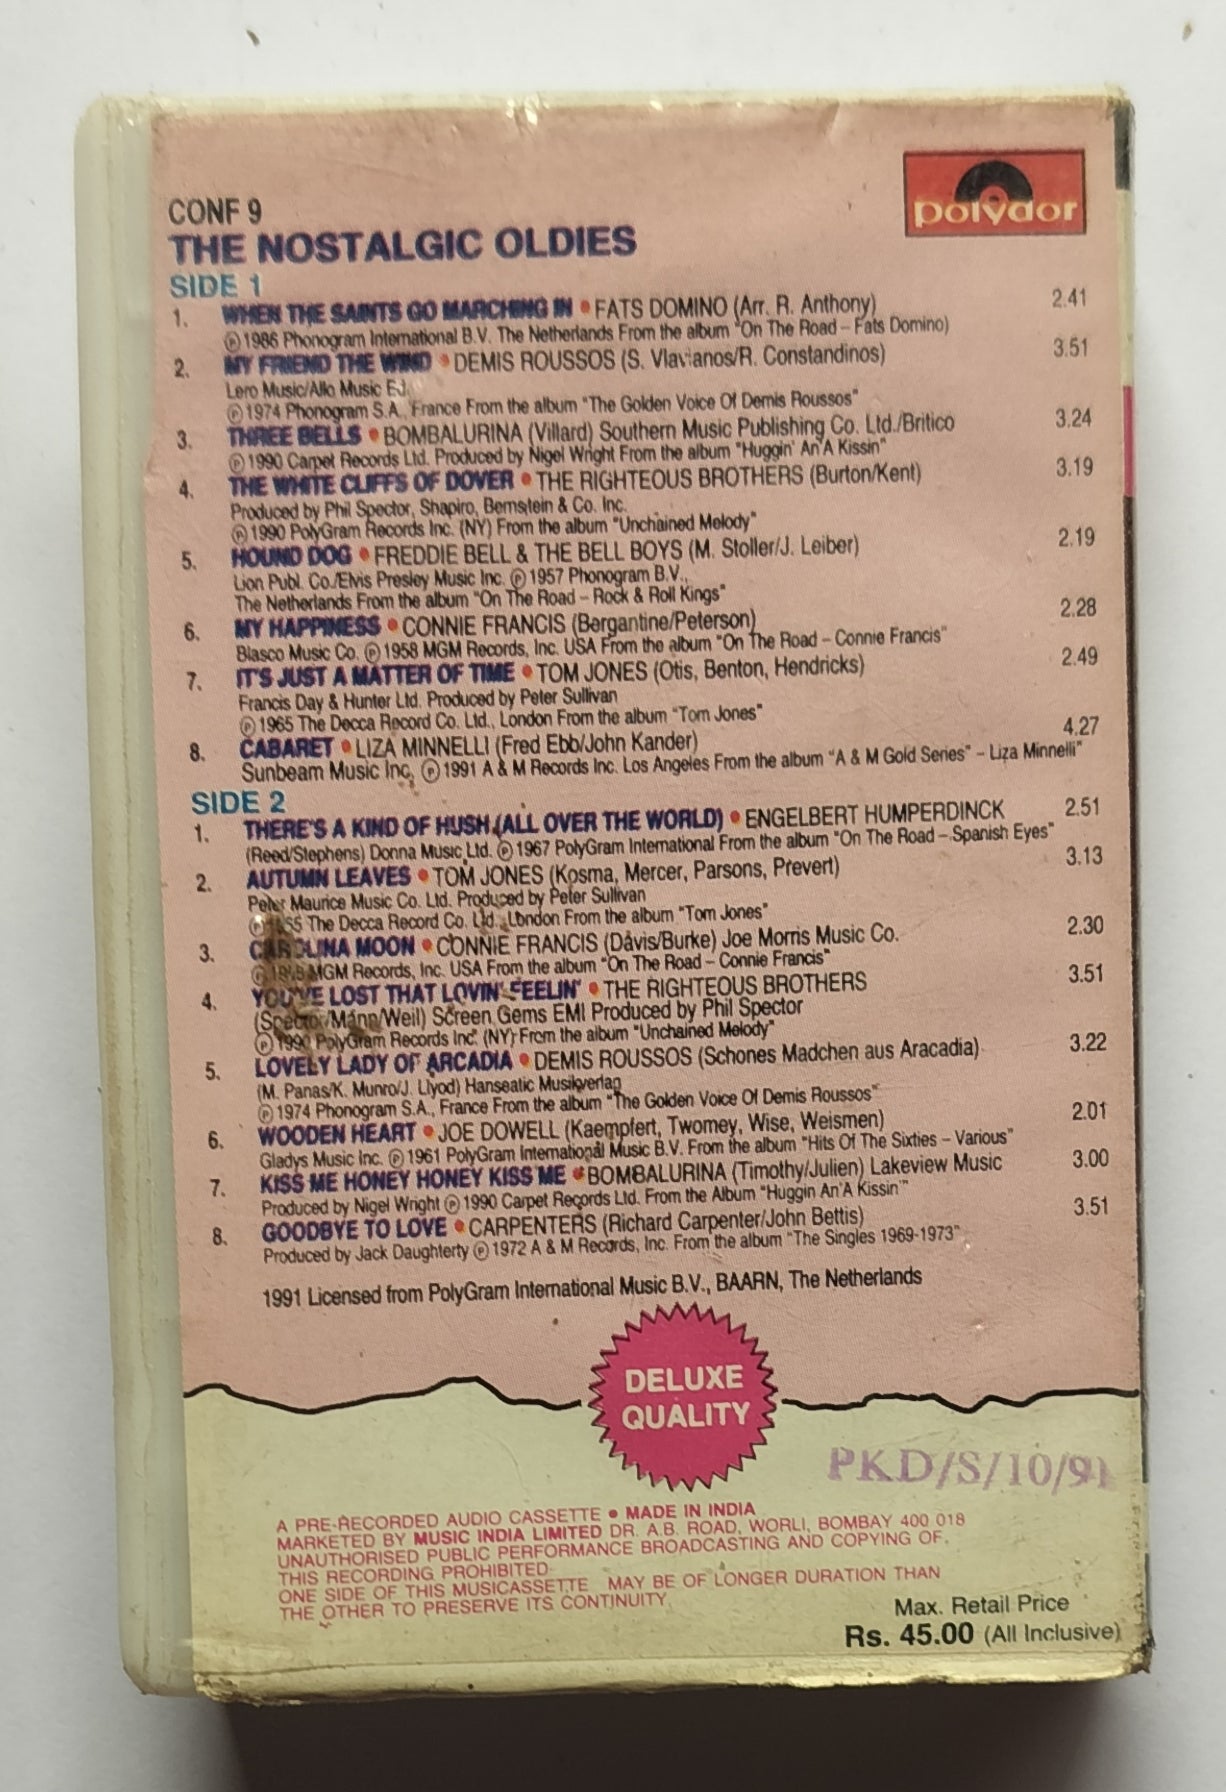 polydor
CONF 9
THE NOSTALGIC OLDIES
SIDE 1
1. WHEN THE SAINTS GO MARCHING IN • FATS DOMINO (Arr. R. Anthony) 2.41
℗ 1986 Phonogram International B.V. The Netherlands From the album "On The Road – Fats Domino)
2. MY FRIEND THE WIND • DEMIS ROUSSOS (S. Vlavianos/R. Constandinos) 3.51
Lero Music/Allo Music Ed.
℗ 1974 Phonogram S.A., France From the album "The Golden Voice Of Demis Roussos"
3. THREE BELLS • BOMBALURINA (Villard) Southern Music Publishing Co. Ltd./Britico 3.24
℗ 1990 Carpet Records Ltd. Produced by Nigel Wright From the album "Huggin' An'A Kissin"
4. THE WHITE CLIFFS OF DOVER • THE RIGHTEOUS BROTHERS (Burton/Kent) 3.19
Produced by Phil Spector, Shapiro, Bernstein & Co. Inc.
℗ 1990 PolyGram Records Inc. (NY) From the album "Unchained Melody"
5. HOUND DOG • FREDDIE BELL & THE BELL BOYS (M. Stoller/J. Leiber) 2.19
Lion Publ. Co./Elvis Presley Music Inc. ℗ 1957 Phonogram B.V.,
The Netherlands From the album "On The Road – Rock & Roll Kings"
6. MY HAPPINESS • CONNIE FRANCIS (Bergantine/Peterson) 2.28
Blasco Music Co. ℗ 1958 MGM Records, Inc. USA From the album "On The Road – Connie Francis"
7. IT'S JUST A MATTER OF TIME • TOM JONES (Otis, Benton, Hendricks) 2.49
Francis Day & Hunter Ltd. Produced by Peter Sullivan
℗ 1965 The Decca Record Co. Ltd., London From the album "Tom Jones"
8. CABARET • LIZA MINNELLI (Fred Ebb/John Kander) 4.27
Sunbeam Music Inc. ℗ 1991 A & M Records Inc. Los Angeles From the album "A & M Gold Series" – Liza Minnelli"
SIDE 2
1. THERE'S A KIND OF HUSH (ALL OVER THE WORLD) • ENGELBERT HUMPERDINCK 2.51
(Reed/Stephens) Donna Music Ltd. ℗ 1967 PolyGram International From the album "On The Road – Spanish Eyes"
2. AUTUMN LEAVES • TOM JONES (Kosma, Mercer, Parsons, Prevert) 3.13
Peter Maurice Music Co. Ltd. Produced by Peter Sullivan
The Decca Record Co. Ltd., London From the album "Tom Jones"
3. CAROLINA MOON • CONNIE FRANCIS (Davis/Burke) Joe Morris Music Co. 2.30
MGM Records, Inc. USA From the album "On The Road – Connie Francis"
4. YOU'VE LOST THAT LOVIN' FEELIN' • THE RIGHTEOUS BROTHERS 3.51
(Spector/Mann/Weil) Screen Gems EMI Produced by Phil Spector
℗ 1990 PolyGram Records Inc. (NY) From the album "Unchained Melody"
5. LOVELY LADY OF ARCADIA • DEMIS ROUSSOS (Schones Madchen aus Aracadia) 3.22
(M. Panas/K. Munro/J. Llyod) Hanseatic Musikverlag
℗ 1974 Phonogram S.A., France From the album "The Golden Voice Of Demis Roussos"
6. WOODEN HEART • JOE DOWELL (Kaempfert, Twomey, Wise, Weismen) 2.01
Gladys Music Inc. ℗ 1961 PolyGram International Music B.V. From the album "Hits Of The Sixties – Various"
7. KISS ME HONEY HONEY KISS ME • BOMBALURINA (Timothy/Julien) Lakeview Music 3.00
Produced by Nigel Wright ℗ 1990 Carpet Records Ltd. From the Album "Huggin An'A Kissin'"
8. GOODBYE TO LOVE • CARPENTERS (Richard Carpenter/John Bettis) 3.51
Produced by Jack Daughterty ℗ 1972 A & M Records, Inc. From the album "The Singles 1969-1973"
1991 Licensed from PolyGram International Music B.V., BAARN, The Netherlands
DELUXE
QUALITY
PKD/S/10/91
A PRE-RECORDED AUDIO CASSETTE • MADE IN INDIA
MARKETED BY MUSIC INDIA LIMITED DR. A.B. ROAD, WORLI, BOMBAY 400 018
UNAUTHORISED PUBLIC PERFORMANCE BROADCASTING AND COPYING OF
THIS RECORDING PROHIBITED
ONE SIDE OF THIS MUSICASSETTE MAY BE OF LONGER DURATION THAN
THE OTHER TO PRESERVE ITS CONTINUITY
Max. Retail Price
Rs. 45.00 (All Inclusive)